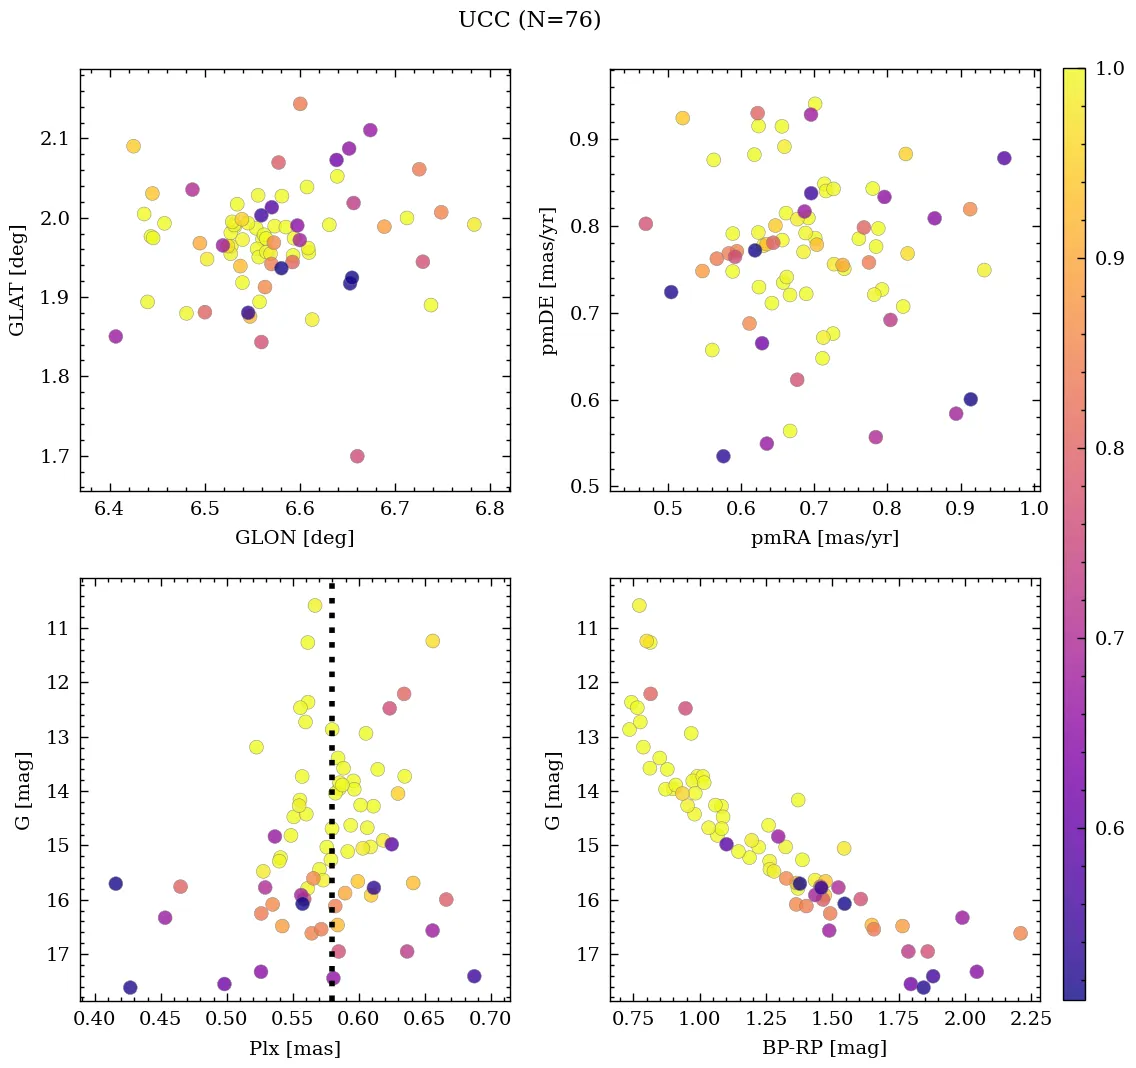 UCC (N=76)
2.1
2.0
1.9
1.8
1.7
GLAT [deg]
6.4 6.5 6.6 6.7 6.8
GLON [deg]
0.9
0.8
0.7
0.6
0.5
pmDE [mas/yr]
0.5 0.6 0.7 0.8 0.9 1.0
pmRA [mas/yr]
11
12
13
14
15
16
17
G [mag]
0.40 0.45 0.50 0.55 0.60 0.65 0.70
Plx [mas]
11
12
13
14
15
16
17
G [mag]
0.75 1.00 1.25 1.50 1.75 2.00 2.25
BP-RP [mag]
1.0
0.9
0.8
0.7
0.6